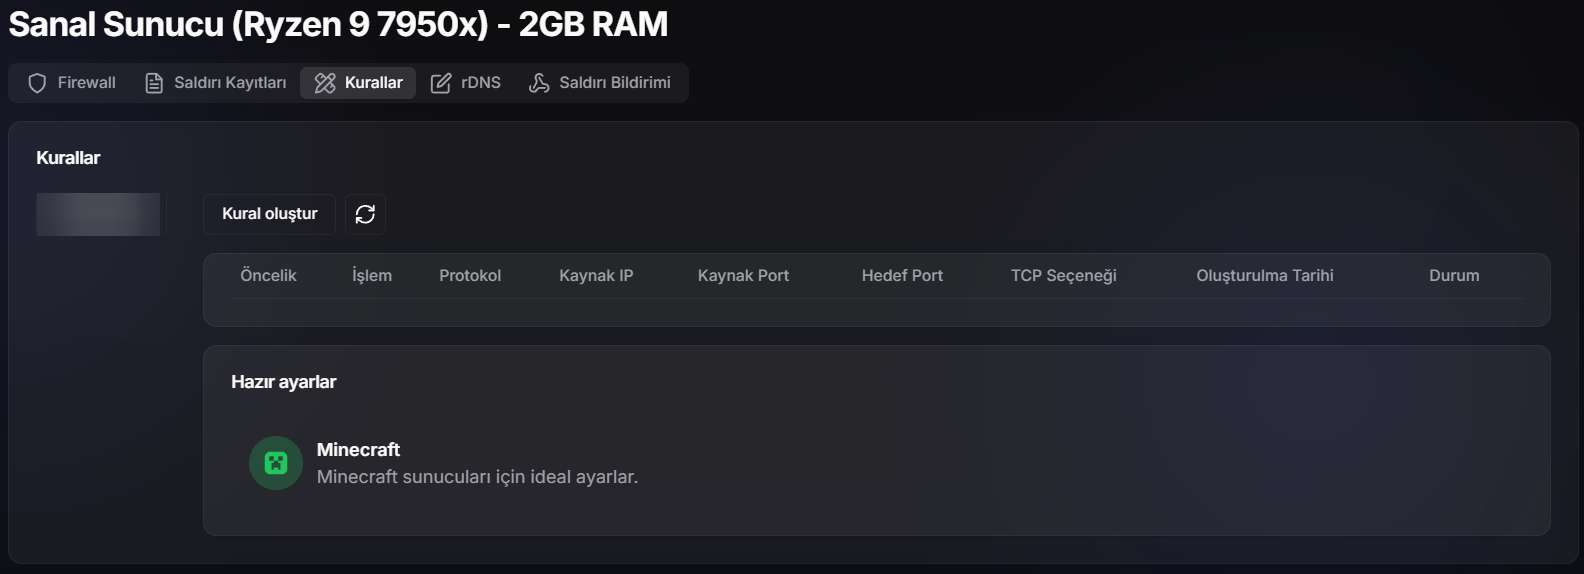 Sanal Sunucu (Ryzen 9 7950x) - 2GB RAM
Firewall Saldırı Kayıtları Kurallar rDNS Saldırı Bildirimi
Kurallar
Kural oluştur
Öncelik İşlem Protokol Kaynak IP Kaynak Port Hedef Port TCP Seçeneği Oluşturulma Tarihi Durum
Hazır ayarlar
Minecraft
Minecraft sunucuları için ideal ayarlar.